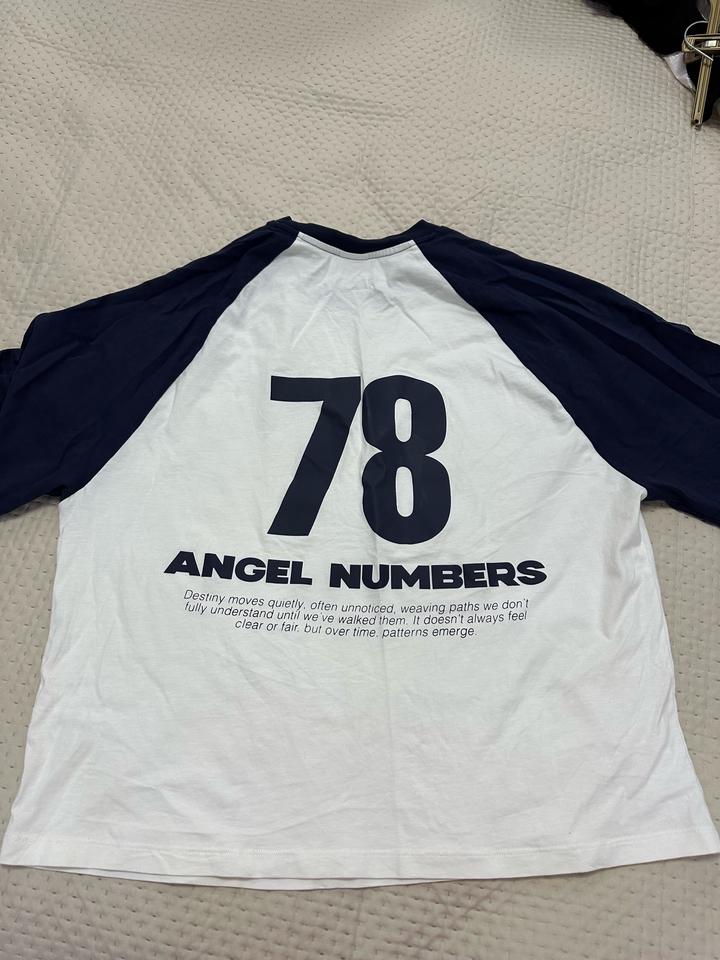 78
ANGEL NUMBERS
Destiny moves quietly, often unnoticed, weaving paths we don't
fully understand until we've walked them. It doesn't always feel
clear or fair, but over time, patterns emerge.